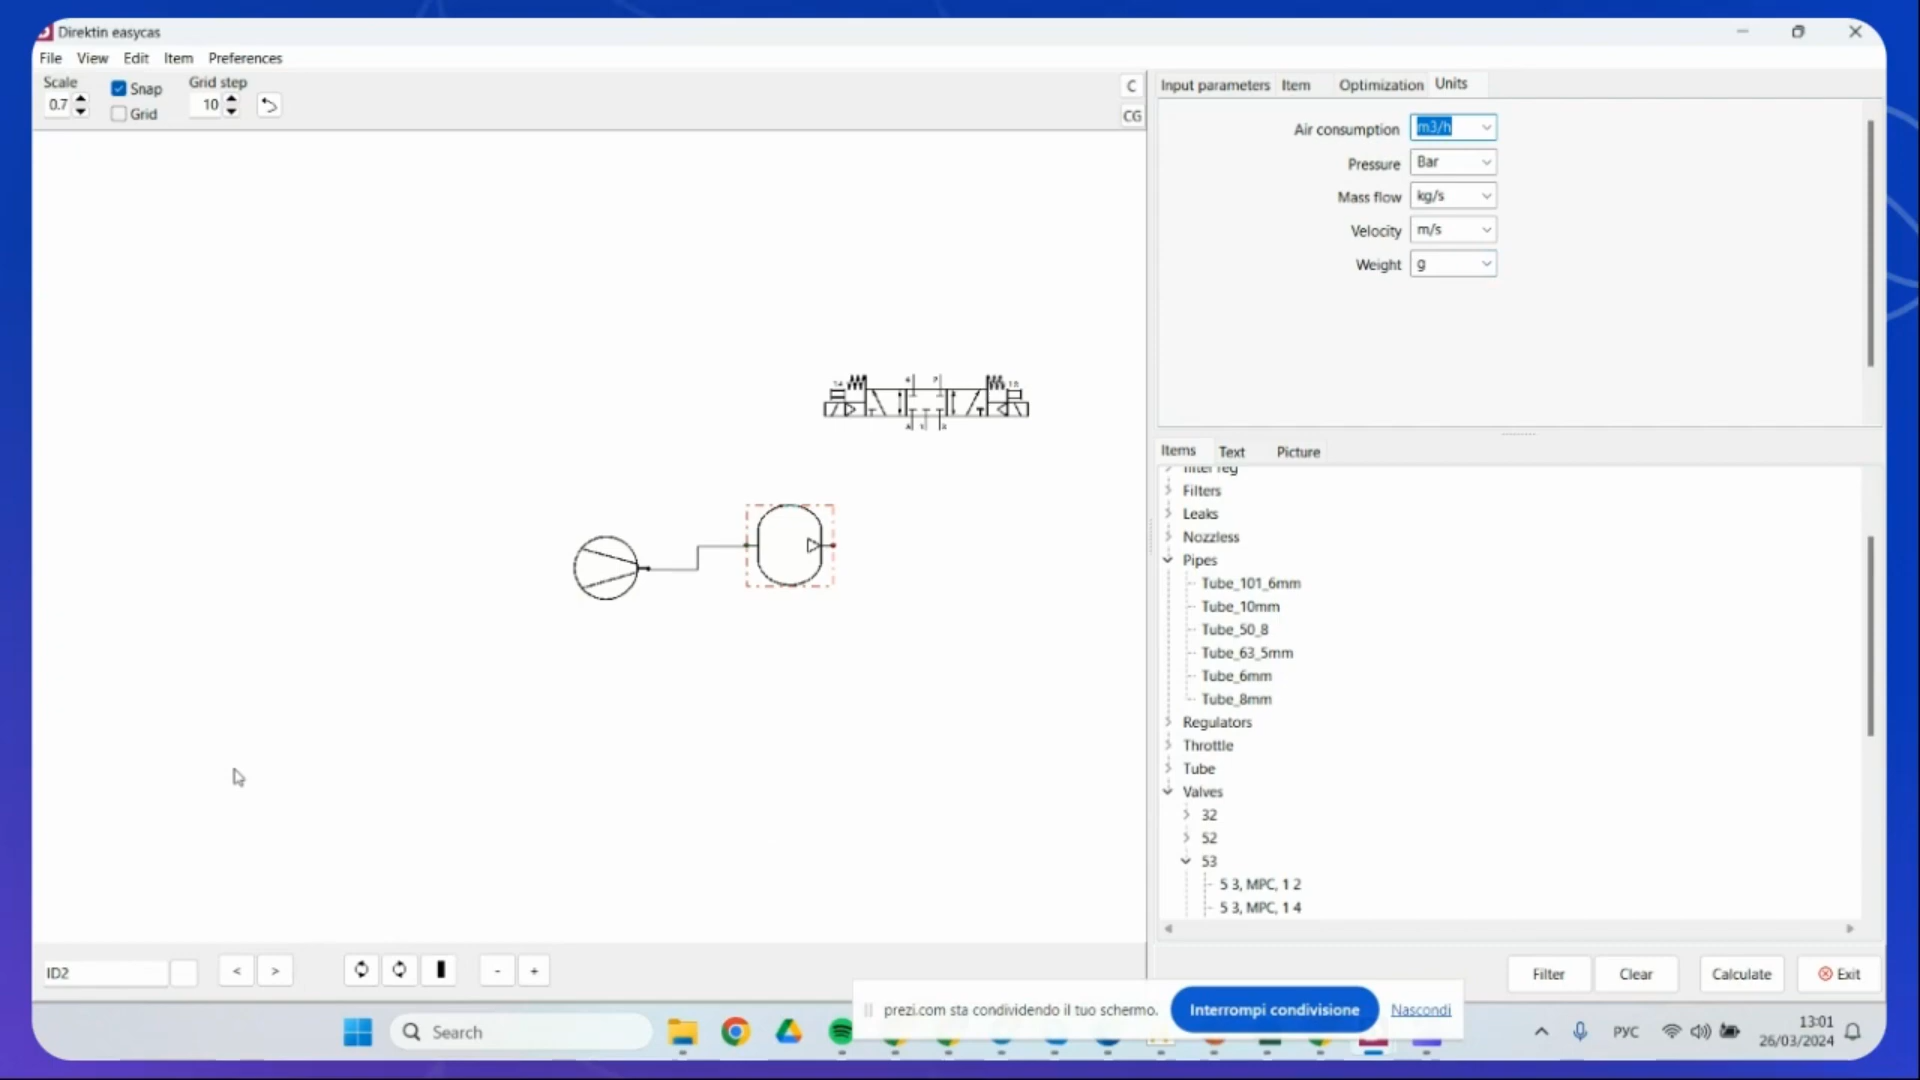 Direktin easycas
File View Edit Item Preferences
Scale
0.7
Snap
Grid
Grid step
10
C
CG
Input parameters Item Optimization Units
Air consumption m3/h
Pressure Bar
Mass flow kg/s
Velocity m/s
Weight g
Items Text Picture
filter reg
Filters
Leaks
Nozzless
Pipes
Tube_101_6mm
Tube_10mm
Tube_50_8
Tube_63_5mm
Tube_6mm
Tube_8mm
Regulators
Throttle
Tube
Valves
32
52
53
5 3, MPC, 1 2
5 3, MPC, 1 4
ID2
< >
- +
Filter Clear Calculate Exit
prezi.com sta condividendo il tuo schermo. Interrompi condivisione Nascondi
Search
РУС
13:01
26/03/2024